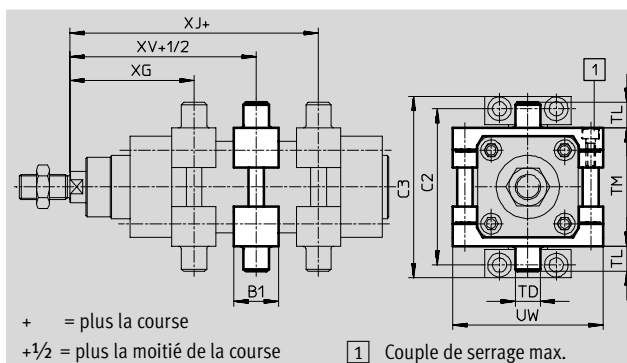 XJ+
XV+1/2
XG
1
TL
C3
C2
TM
TL
B1
TD
UW
+ = plus la course
+½ = plus la moitié de la course
1 Couple de serrage max.